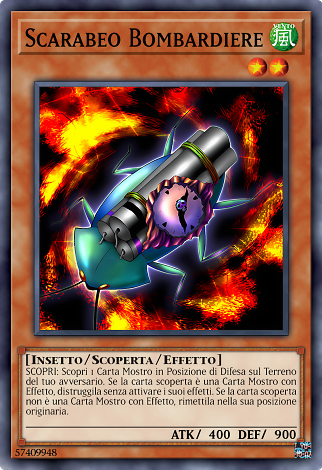 Scarabeo Bombardiere
VENTO
風
[Insetto/Scoperta/Effetto]
SCOPRI: Scopri 1 Carta Mostro in Posizione di Difesa sul Terreno
del tuo avversario. Se la carta scoperta è una Carta Mostro con
Effetto, distruggila senza attivare i suoi effetti. Se la carta scoperta
non è una Carta Mostro con Effetto, rimettila nella sua posizione
originaria.
ATK/ 400 DEF/ 900
57409948